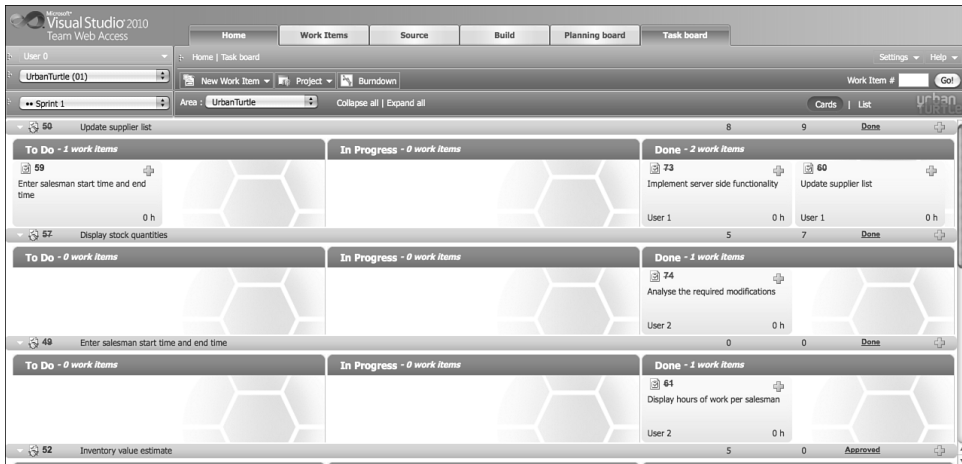 Microsoft®
Visual Studio® 2010
Team Web Access
Home
Work Items
Source
Build
Planning board
Task board
User 0
Home | Task board
Settings
Help
UrbanTurtle (01)
New Work Item
Project
Burndown
Work Item #
Go!
•• Sprint 1
Area : UrbanTurtle
Collapse all | Expand all
Cards | List
urban
TURTLE
50 Update supplier list 8 9 Done
To Do - 1 work items
In Progress - 0 work items
Done - 2 work items
59
Enter salesman start time and end
time
0 h
73
Implement server side functionality
User 1 0 h
60
Update supplier list
User 1 0 h
57 Display stock quantities 5 7 Done
To Do - 0 work items
In Progress - 0 work items
Done - 1 work items
74
Analyse the required modifications
User 2 0 h
49 Enter salesman start time and end time 0 0 Done
To Do - 0 work items
In Progress - 0 work items
Done - 1 work items
61
Display hours of work per salesman
User 2 0 h
52 Inventory value estimate 5 0 Approved